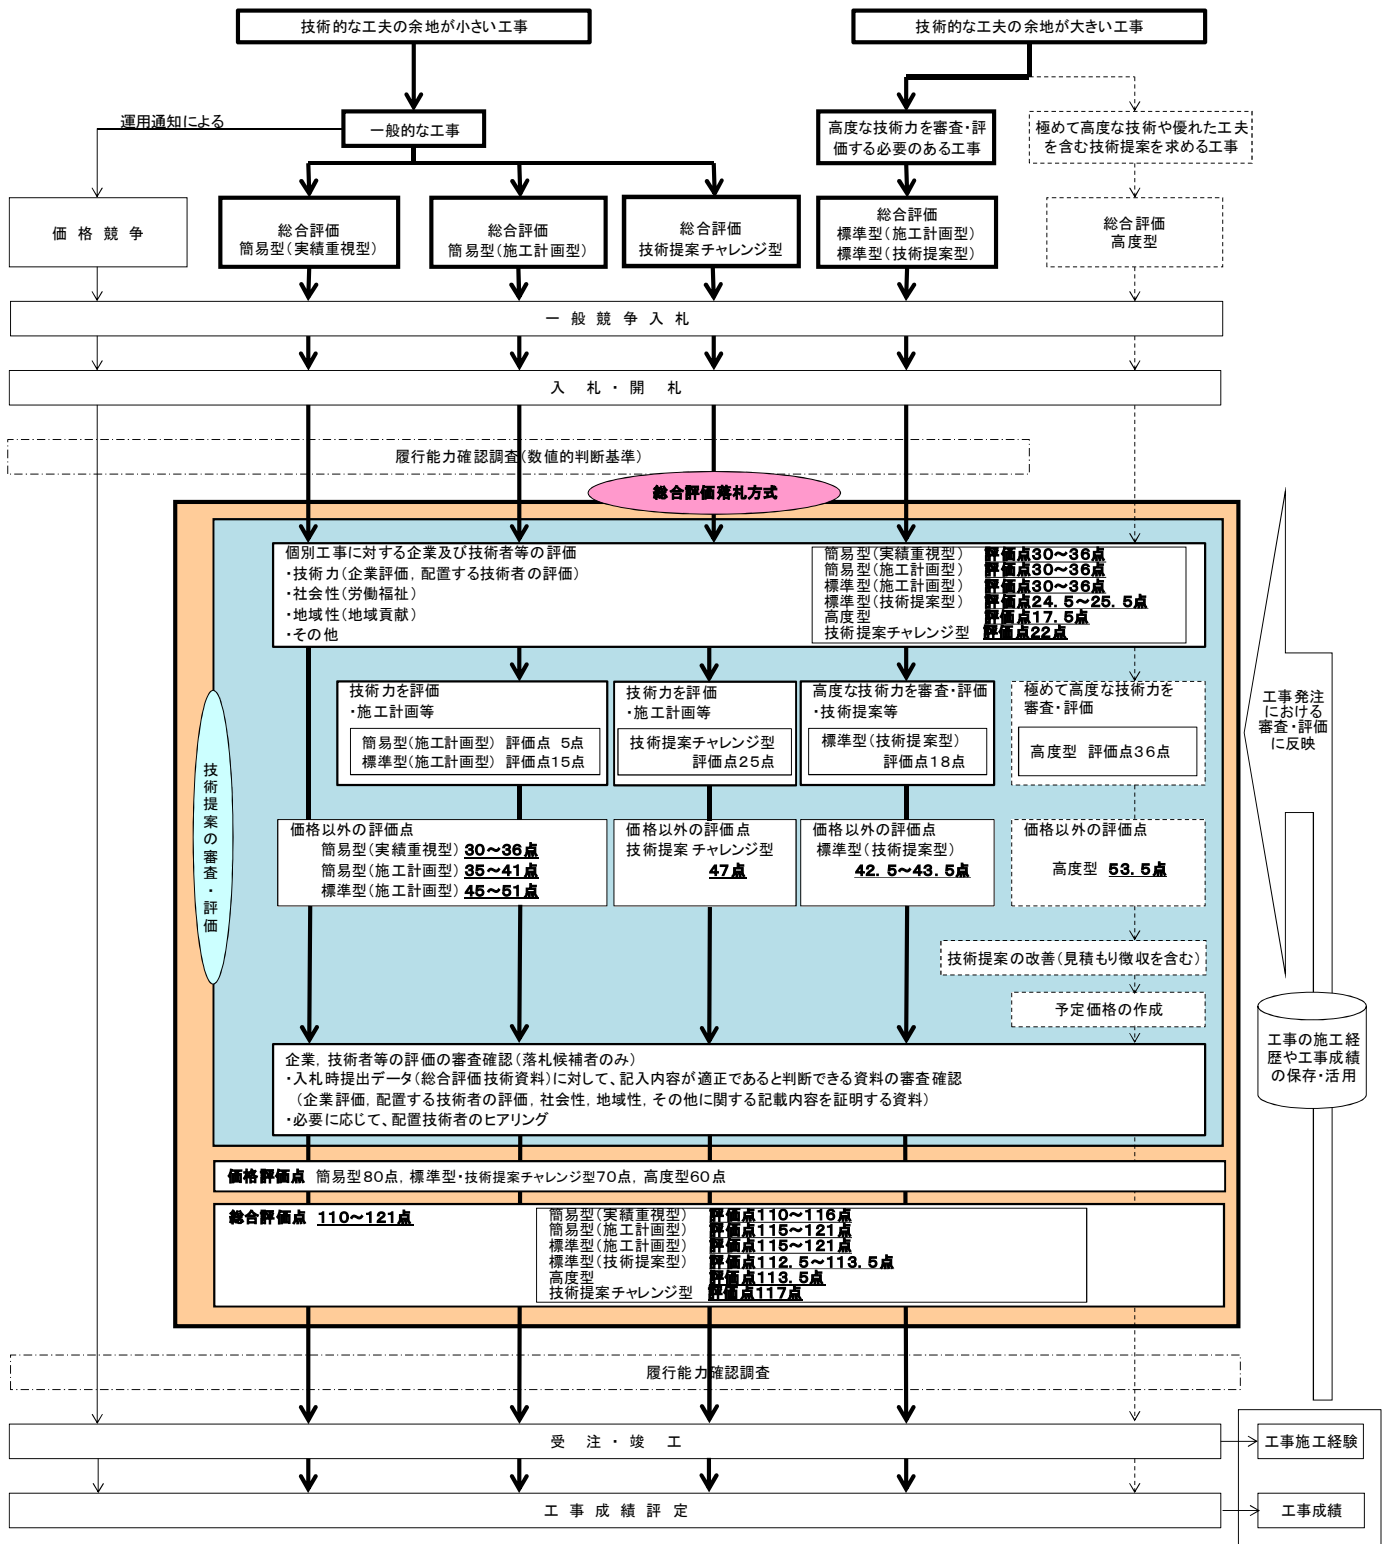 技術的な工夫の余地が小さい工事
技術的な工夫の余地が大きい工事
運用通知による
一般的な工事
高度な技術力を審査・評
価する必要のある工事
極めて高度な技術や優れた工夫
を含む技術提案を求める工事
価 格 競 争
総合評価
簡易型(実績重視型)
総合評価
簡易型(施工計画型)
総合評価
技術提案チャレンジ型
総合評価
標準型(施工計画型)
標準型(技術提案型)
総合評価
高度型
一 般 競 争 入 札
入 札 ・ 開 札
履行能力確認調査(数値的判断基準)
総合評価落札方式
個別工事に対する企業及び技術者等の評価
・技術力(企業評価, 配置する技術者の評価)
・社会性(労働福祉)
・地域性(地域貢献)
・その他
簡易型(実績重視型) 評価点30～36点
簡易型(施工計画型) 評価点30～36点
標準型(施工計画型) 評価点30～36点
標準型(技術提案型) 評価点24. 5～25. 5点
高度型 評価点17. 5点
技術提案チャレンジ型 評価点22点
技術力を評価
・施工計画等
簡易型(施工計画型) 評価点 5点
標準型(施工計画型) 評価点15点
技術力を評価
・施工計画等
技術提案チャレンジ型
評価点25点
高度な技術力を審査・評価
・技術提案等
標準型(技術提案型)
評価点18点
極めて高度な技術力を
審査・評価
高度型 評価点36点
工事発注
における
審査・評価
に反映
技術提案の審査・評価
価格以外の評価点
簡易型(実績重視型) 30～36点
簡易型(施工計画型) 35～41点
標準型(施工計画型) 45～51点
価格以外の評価点
技術提案チャレンジ型
47点
価格以外の評価点
標準型(技術提案型)
42. 5～43. 5点
価格以外の評価点
高度型 53. 5点
技術提案の改善(見積もり徴収を含む)
予定価格の作成
工事の施工経
歴や工事成績
の保存・活用
企業, 技術者等の評価の審査確認(落札候補者のみ)
・入札時提出データ(総合評価技術資料)に対して、記入内容が適正であると判断できる資料の審査確認
(企業評価, 配置する技術者の評価, 社会性, 地域性, その他に関する記載内容を証明する資料)
・必要に応じて、配置技術者のヒアリング
価格評価点 簡易型80点, 標準型・技術提案チャレンジ型70点, 高度型60点
総合評価点 110～121点
簡易型(実績重視型) 評価点110～116点
簡易型(施工計画型) 評価点115～121点
標準型(施工計画型) 評価点115～121点
標準型(技術提案型) 評価点112. 5～113. 5点
高度型 評価点113. 5点
技術提案チャレンジ型 評価点117点
履行能力確認調査
受 注 ・ 竣 工
工事施工経験
工 事 成 績 評 定
工事成績